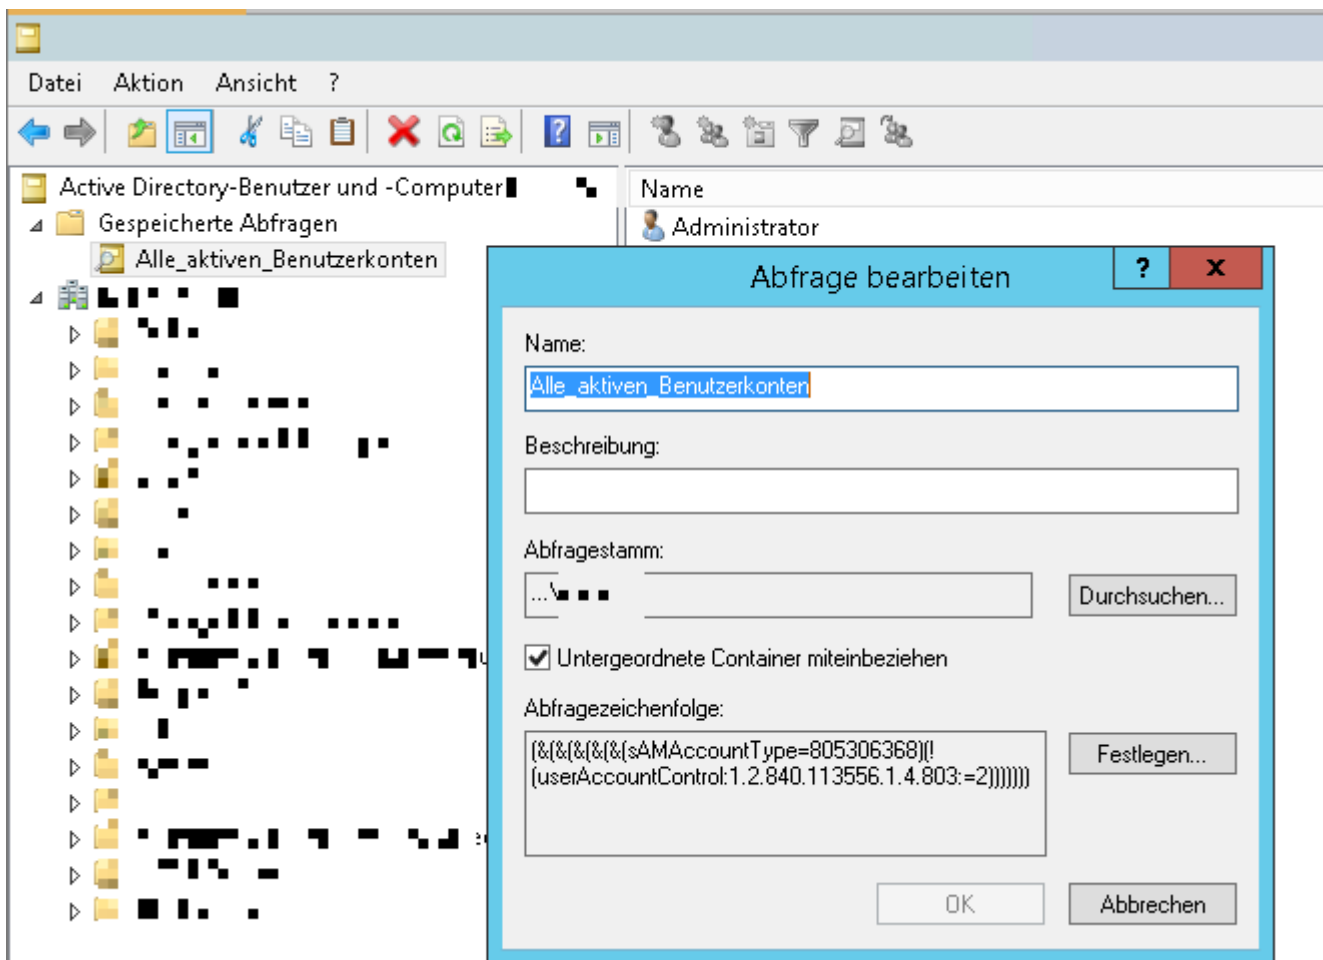 Datei Aktion Ansicht ?
Active Directory-Benutzer und -Computer
Name
Gespeicherte Abfragen
Administrator
Alle_aktiven_Benutzerkonten
Abfrage bearbeiten
? x
Name:
Alle_aktiven_Benutzerkonten
Beschreibung:
Abfragestamm:
...\
Durchsuchen...
Untergeordnete Container miteinbeziehen
Abfragezeichenfolge:
(&(&(&(&(&(sAMAccountType=805306368)(!
(userAccountControl:1.2.840.113556.1.4.803:=2)))))))
Festlegen...
OK
Abbrechen